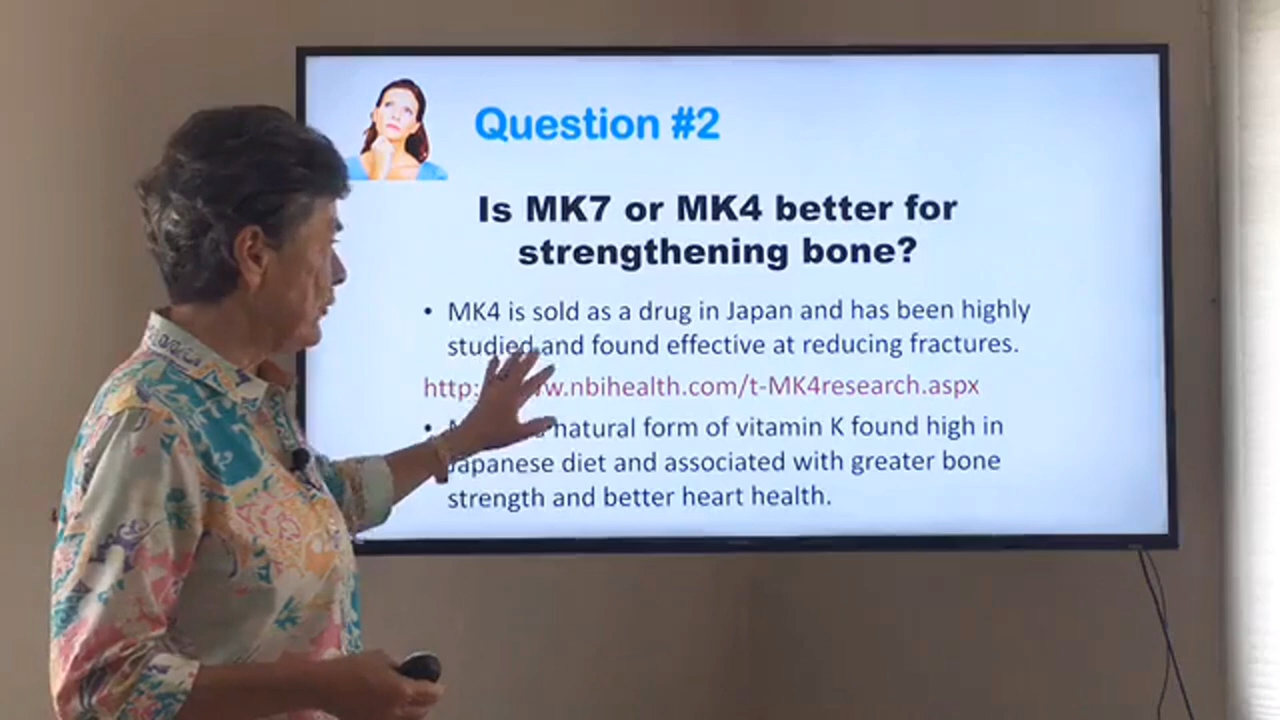 Question #2
Is MK7 or MK4 better for
strengthening bone?
• MK4 is sold as a drug in Japan and has been highly
studied and found effective at reducing fractures.
http: w.nbihealth.com/t-MK4research.aspx
• natural form of vitamin K found high in
Japanese diet and associated with greater bone
strength and better heart health.